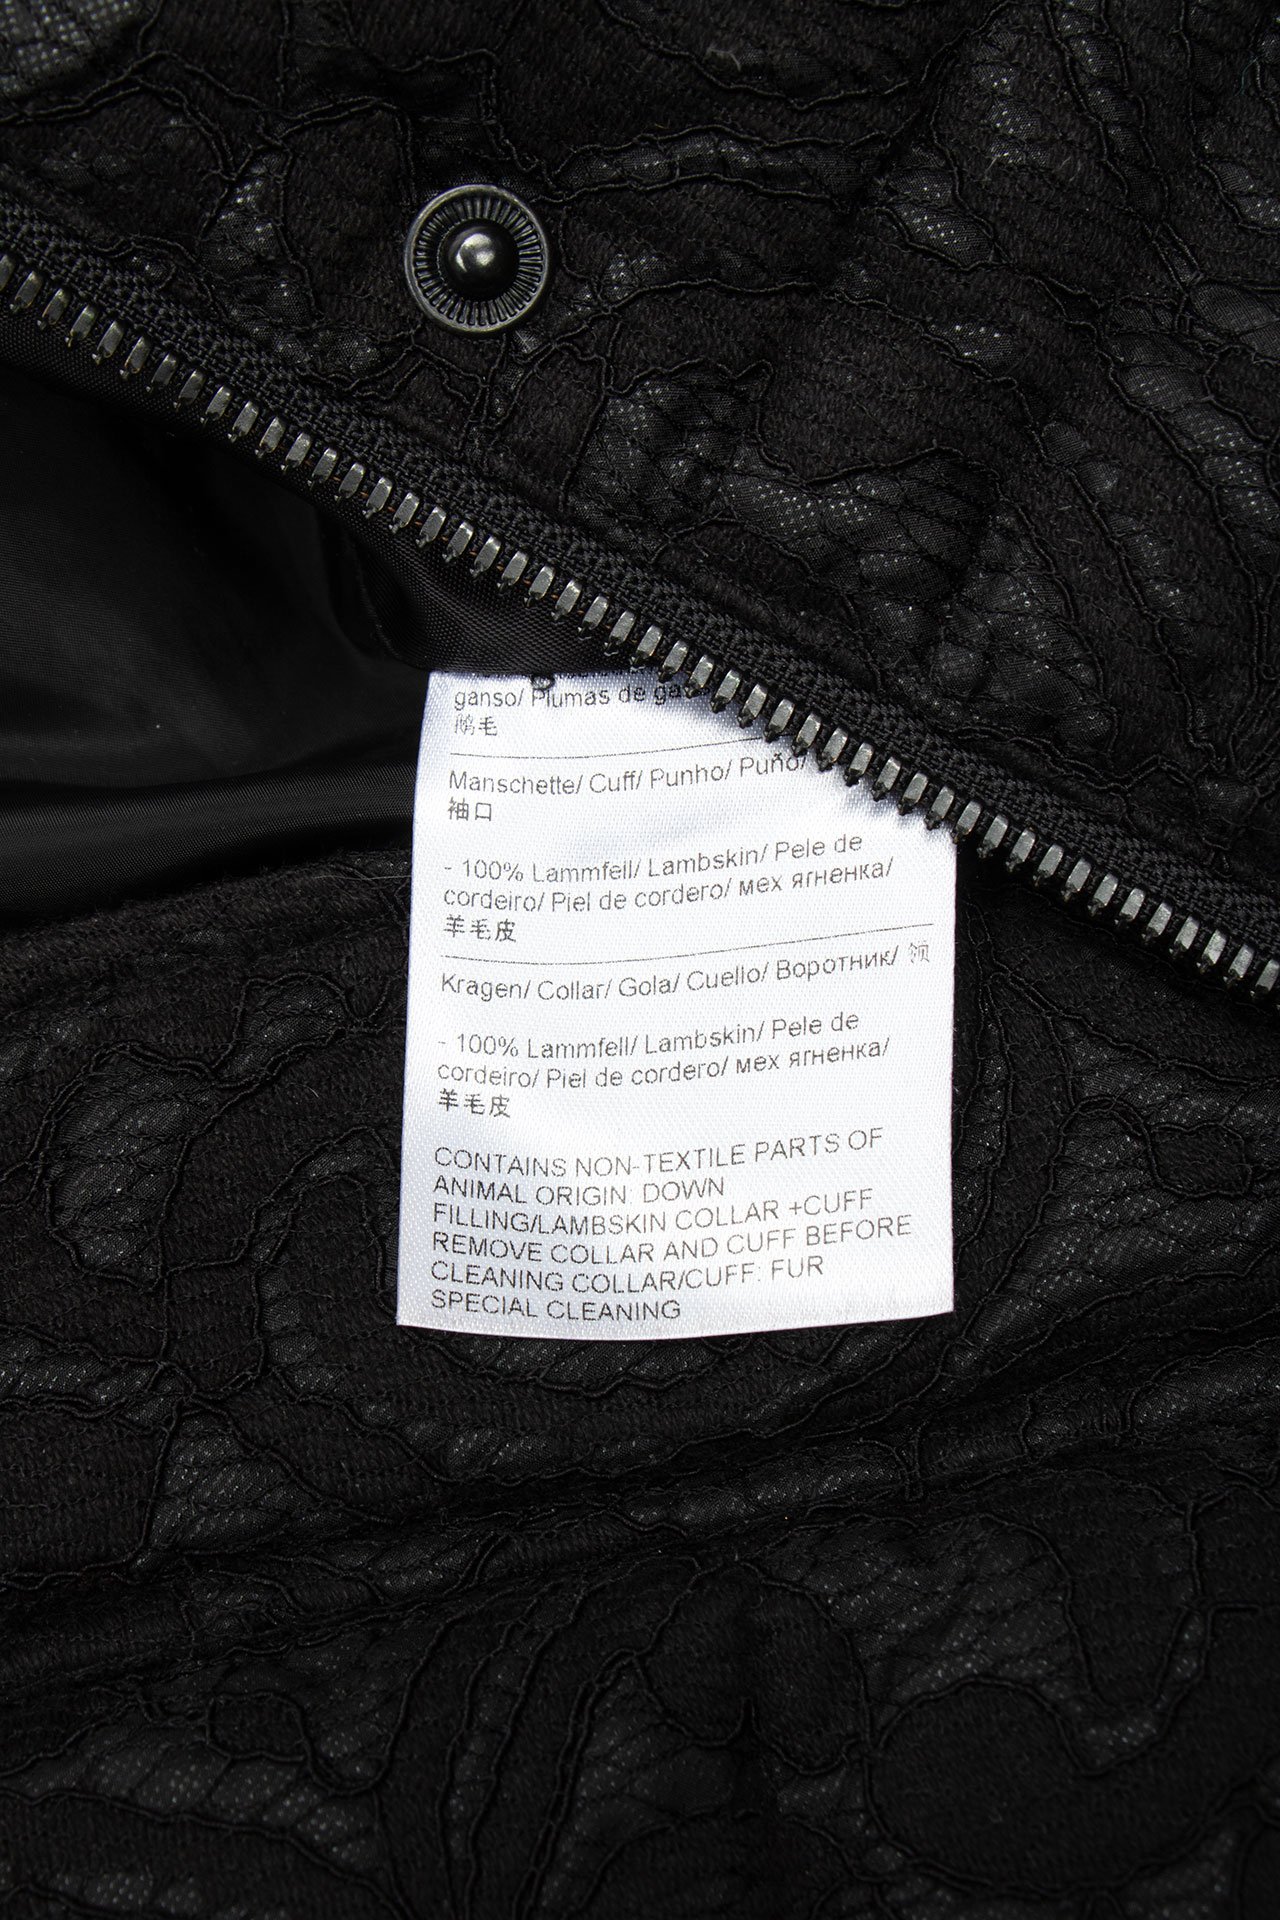 ganso/ Plumas de
鹅毛
Manschette/ Cuff/ Punho/ Puño/
袖口
- 100% Lammfell/ Lambskin/ Pele de
cordeiro/ Piel de cordero/ мех ягненка/
羊毛皮
Kragen/ Collar/ Gola/ Cuello/ Воротник/ 领
- 100% Lammfell/ Lambskin/ Pele de
cordeiro/ Piel de cordero/ мех ягненка/
羊毛皮
CONTAINS NON-TEXTILE PARTS OF
ANIMAL ORIGIN: DOWN
FILLING/LAMBSKIN COLLAR +CUFF
REMOVE COLLAR AND CUFF BEFORE
CLEANING COLLAR/CUFF: FUR
SPECIAL CLEANING